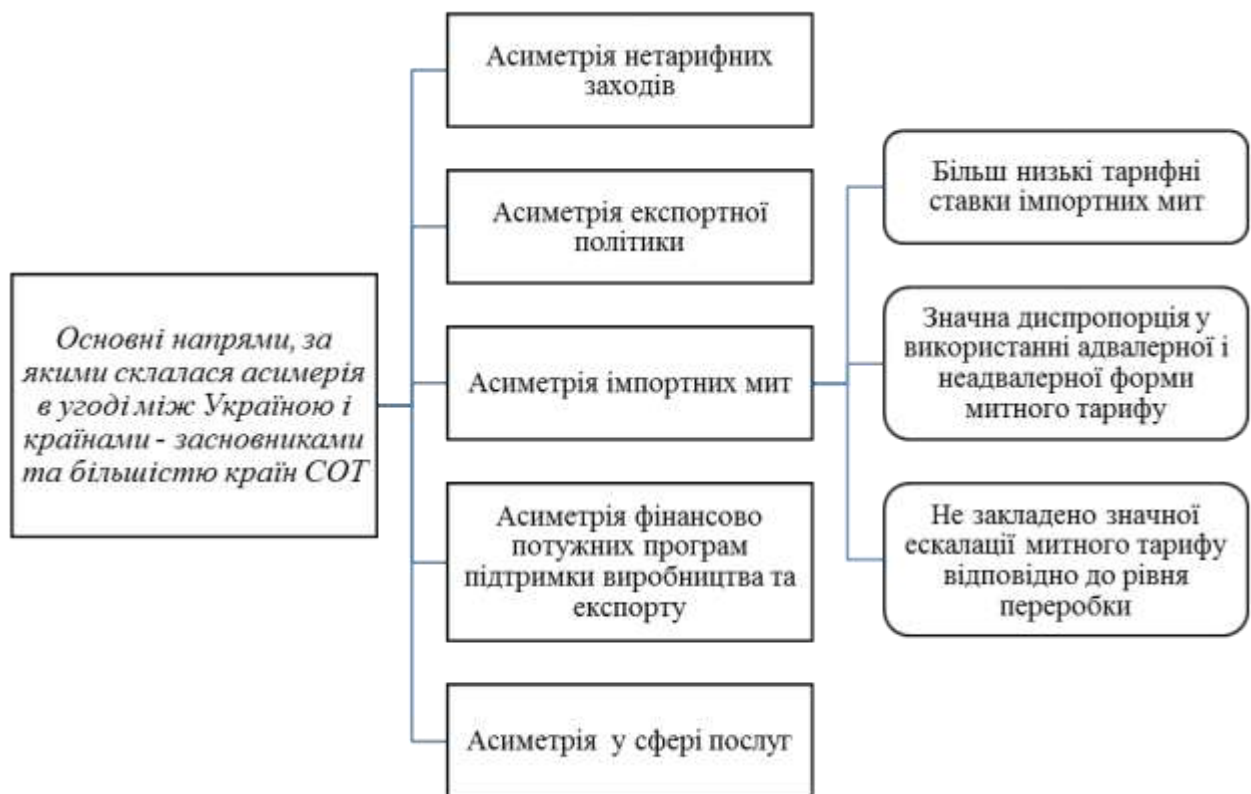 Основні напрями, за
якими склалася асимерія
в угоді між Україною і
країнами - засновниками
та більшістю країн СОТ
Асиметрія нетарифних
заходів
Асиметрія експортної
політики
Асиметрія імпортних мит
Асиметрія фінансово
потужних програм
підтримки виробництва та
експорту
Асиметрія у сфері послуг
Більш низькі тарифні
ставки імпортних мит
Значна диспропорція у
використанні адвалерної і
неадвалерної форми
митного тарифу
Не закладено значної
ескалації митного тарифу
відповідно до рівня
переробки